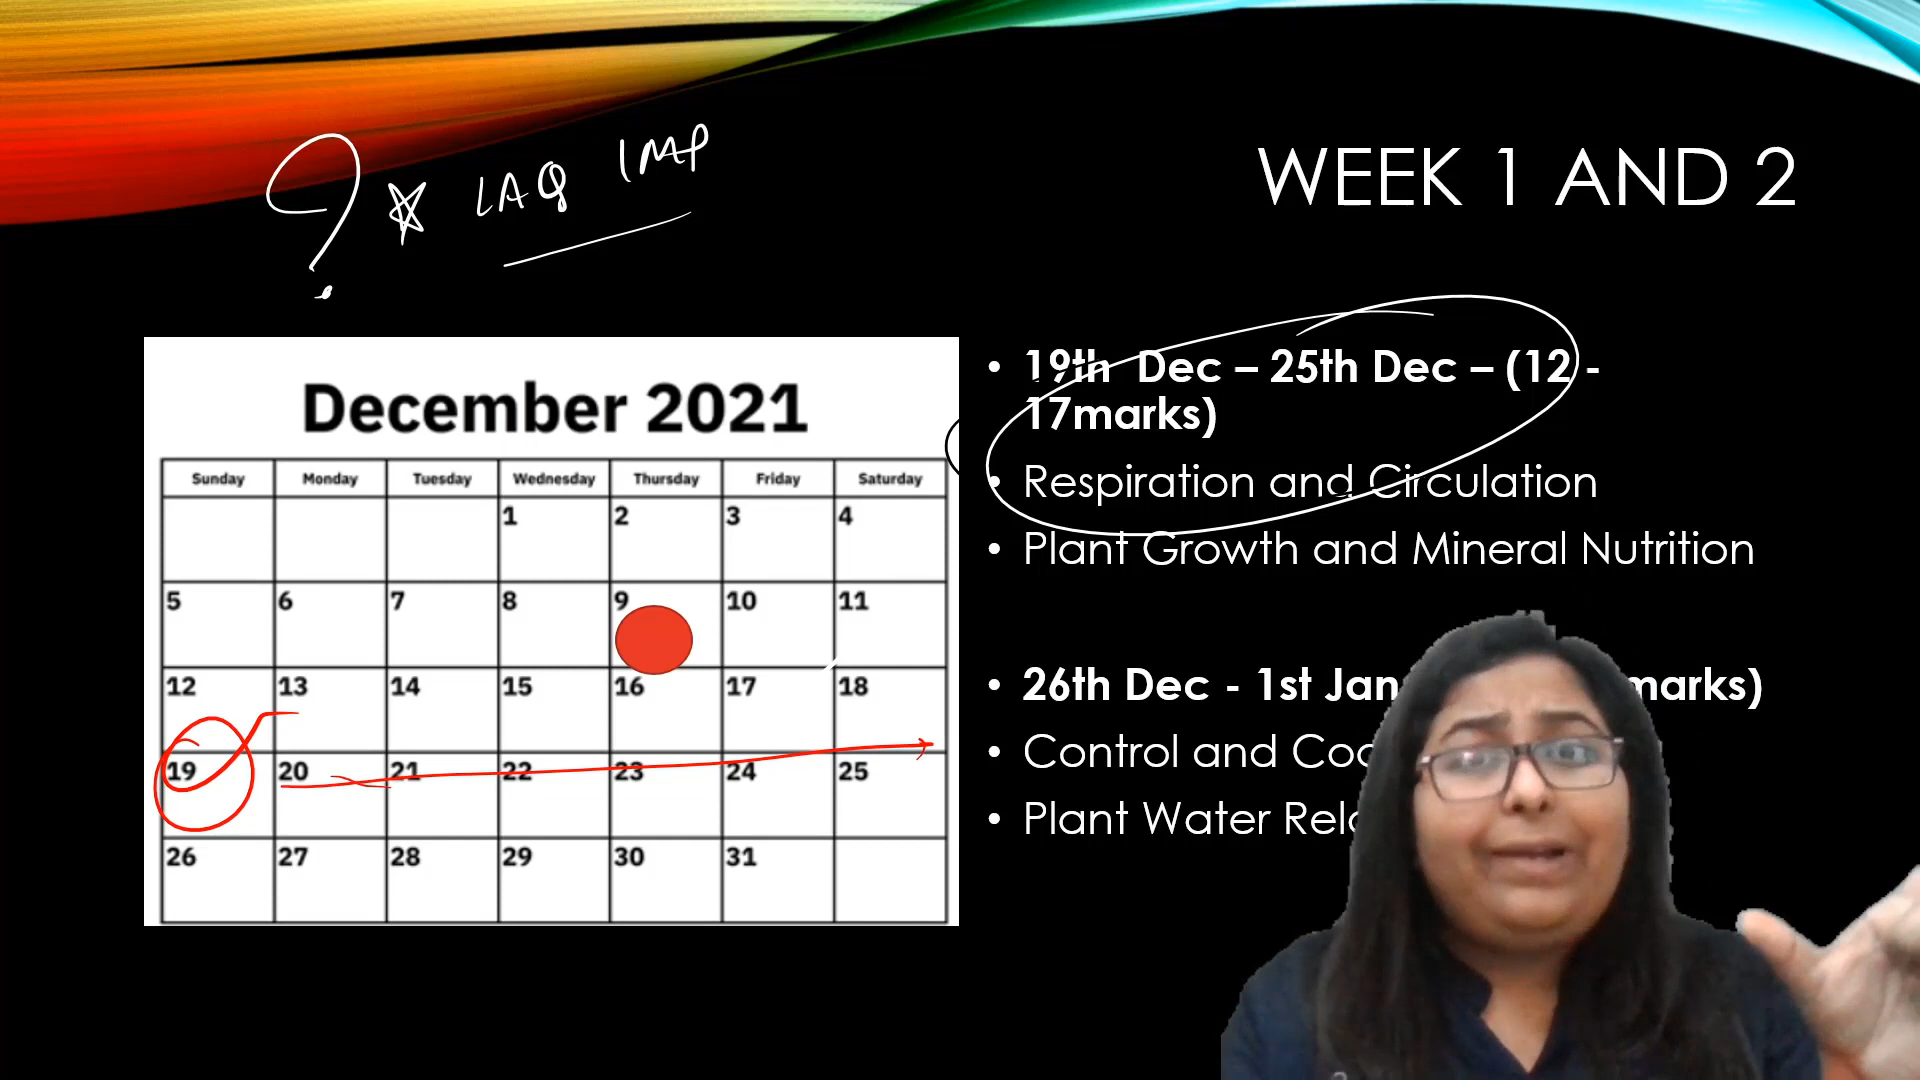 ? * LAQ IMP
WEEK 1 AND 2
December 2021
Sunday Monday Tuesday Wednesday Thursday Friday Saturday
1 2 3 4
5 6 7 8 9 10 11
12 13 14 15 16 17 18
19 20 21 22 23 24 25
26 27 28 29 30 31
• 19th Dec – 25th Dec – (12 -
17marks)
• Respiration and Circulation
• Plant Growth and Mineral Nutrition
• 26th Dec - 1st Jan marks)
• Control and
• Plant Water